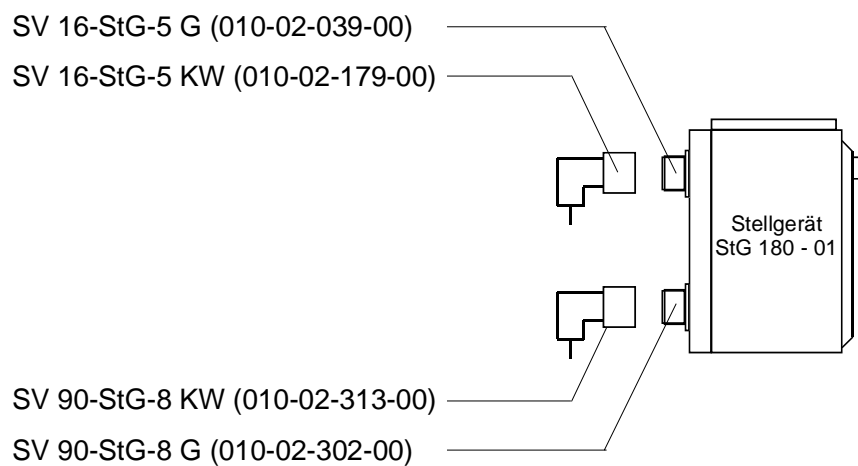 SV 16-StG-5 G (010-02-039-00)
SV 16-StG-5 KW (010-02-179-00)
Stellgerät
StG 180 - 01
SV 90-StG-8 KW (010-02-313-00)
SV 90-StG-8 G (010-02-302-00)